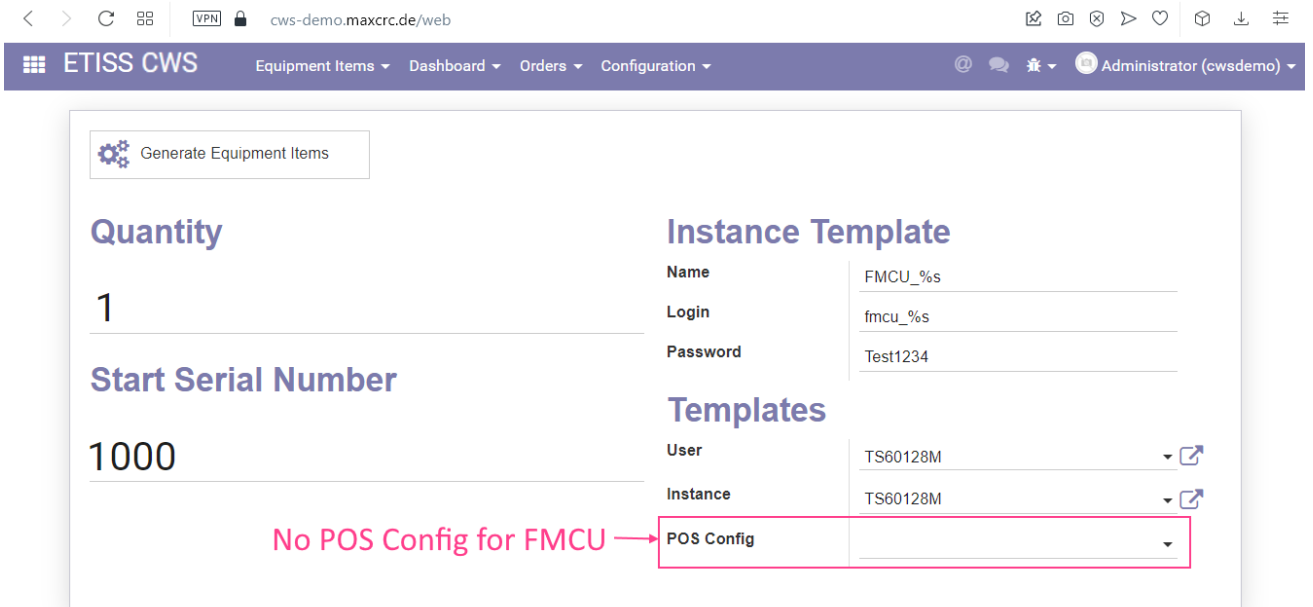 VPN cws-demo.maxcrc.de/web
ETISS CWS Equipment Items Dashboard Orders Configuration @ Administrator (cwsdemo)
Generate Equipment Items
Quantity
1
Start Serial Number
1000
Instance Template
Name FMCU_%s
Login fmcu_%s
Password Test1234
Templates
User TS60128M
Instance TS60128M
No POS Config for FMCU POS Config